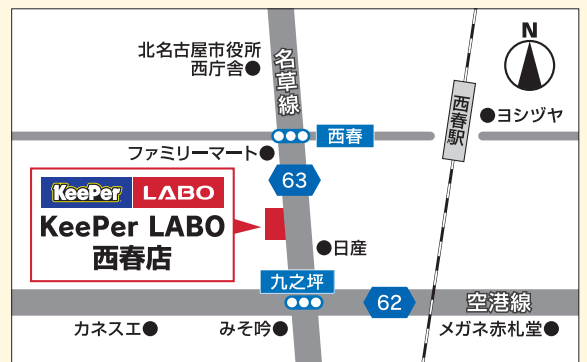 北名古屋市役所
西庁舎
名草線
N
西春駅
ヨシヅヤ
西春
ファミリーマート
63
KeePer LABO
KeePer LABO
西春店
日産
九之坪
62
空港線
カネスエ
みそ吟
メガネ赤札堂